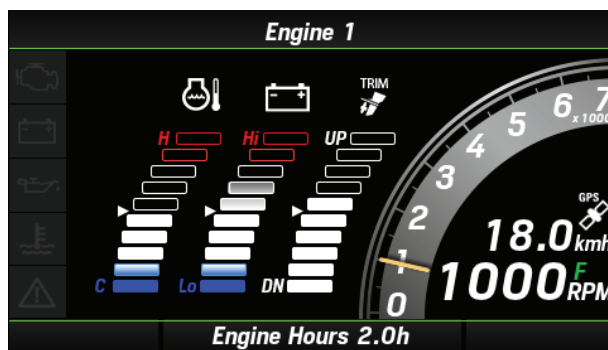 Engine 1
TRIM
H
Hi
UP
C
Lo
DN
7
6
x 1000
5
4
3
2
1
0
GPS
18.0 kmh
1000 F RPM
Engine Hours 2.0h